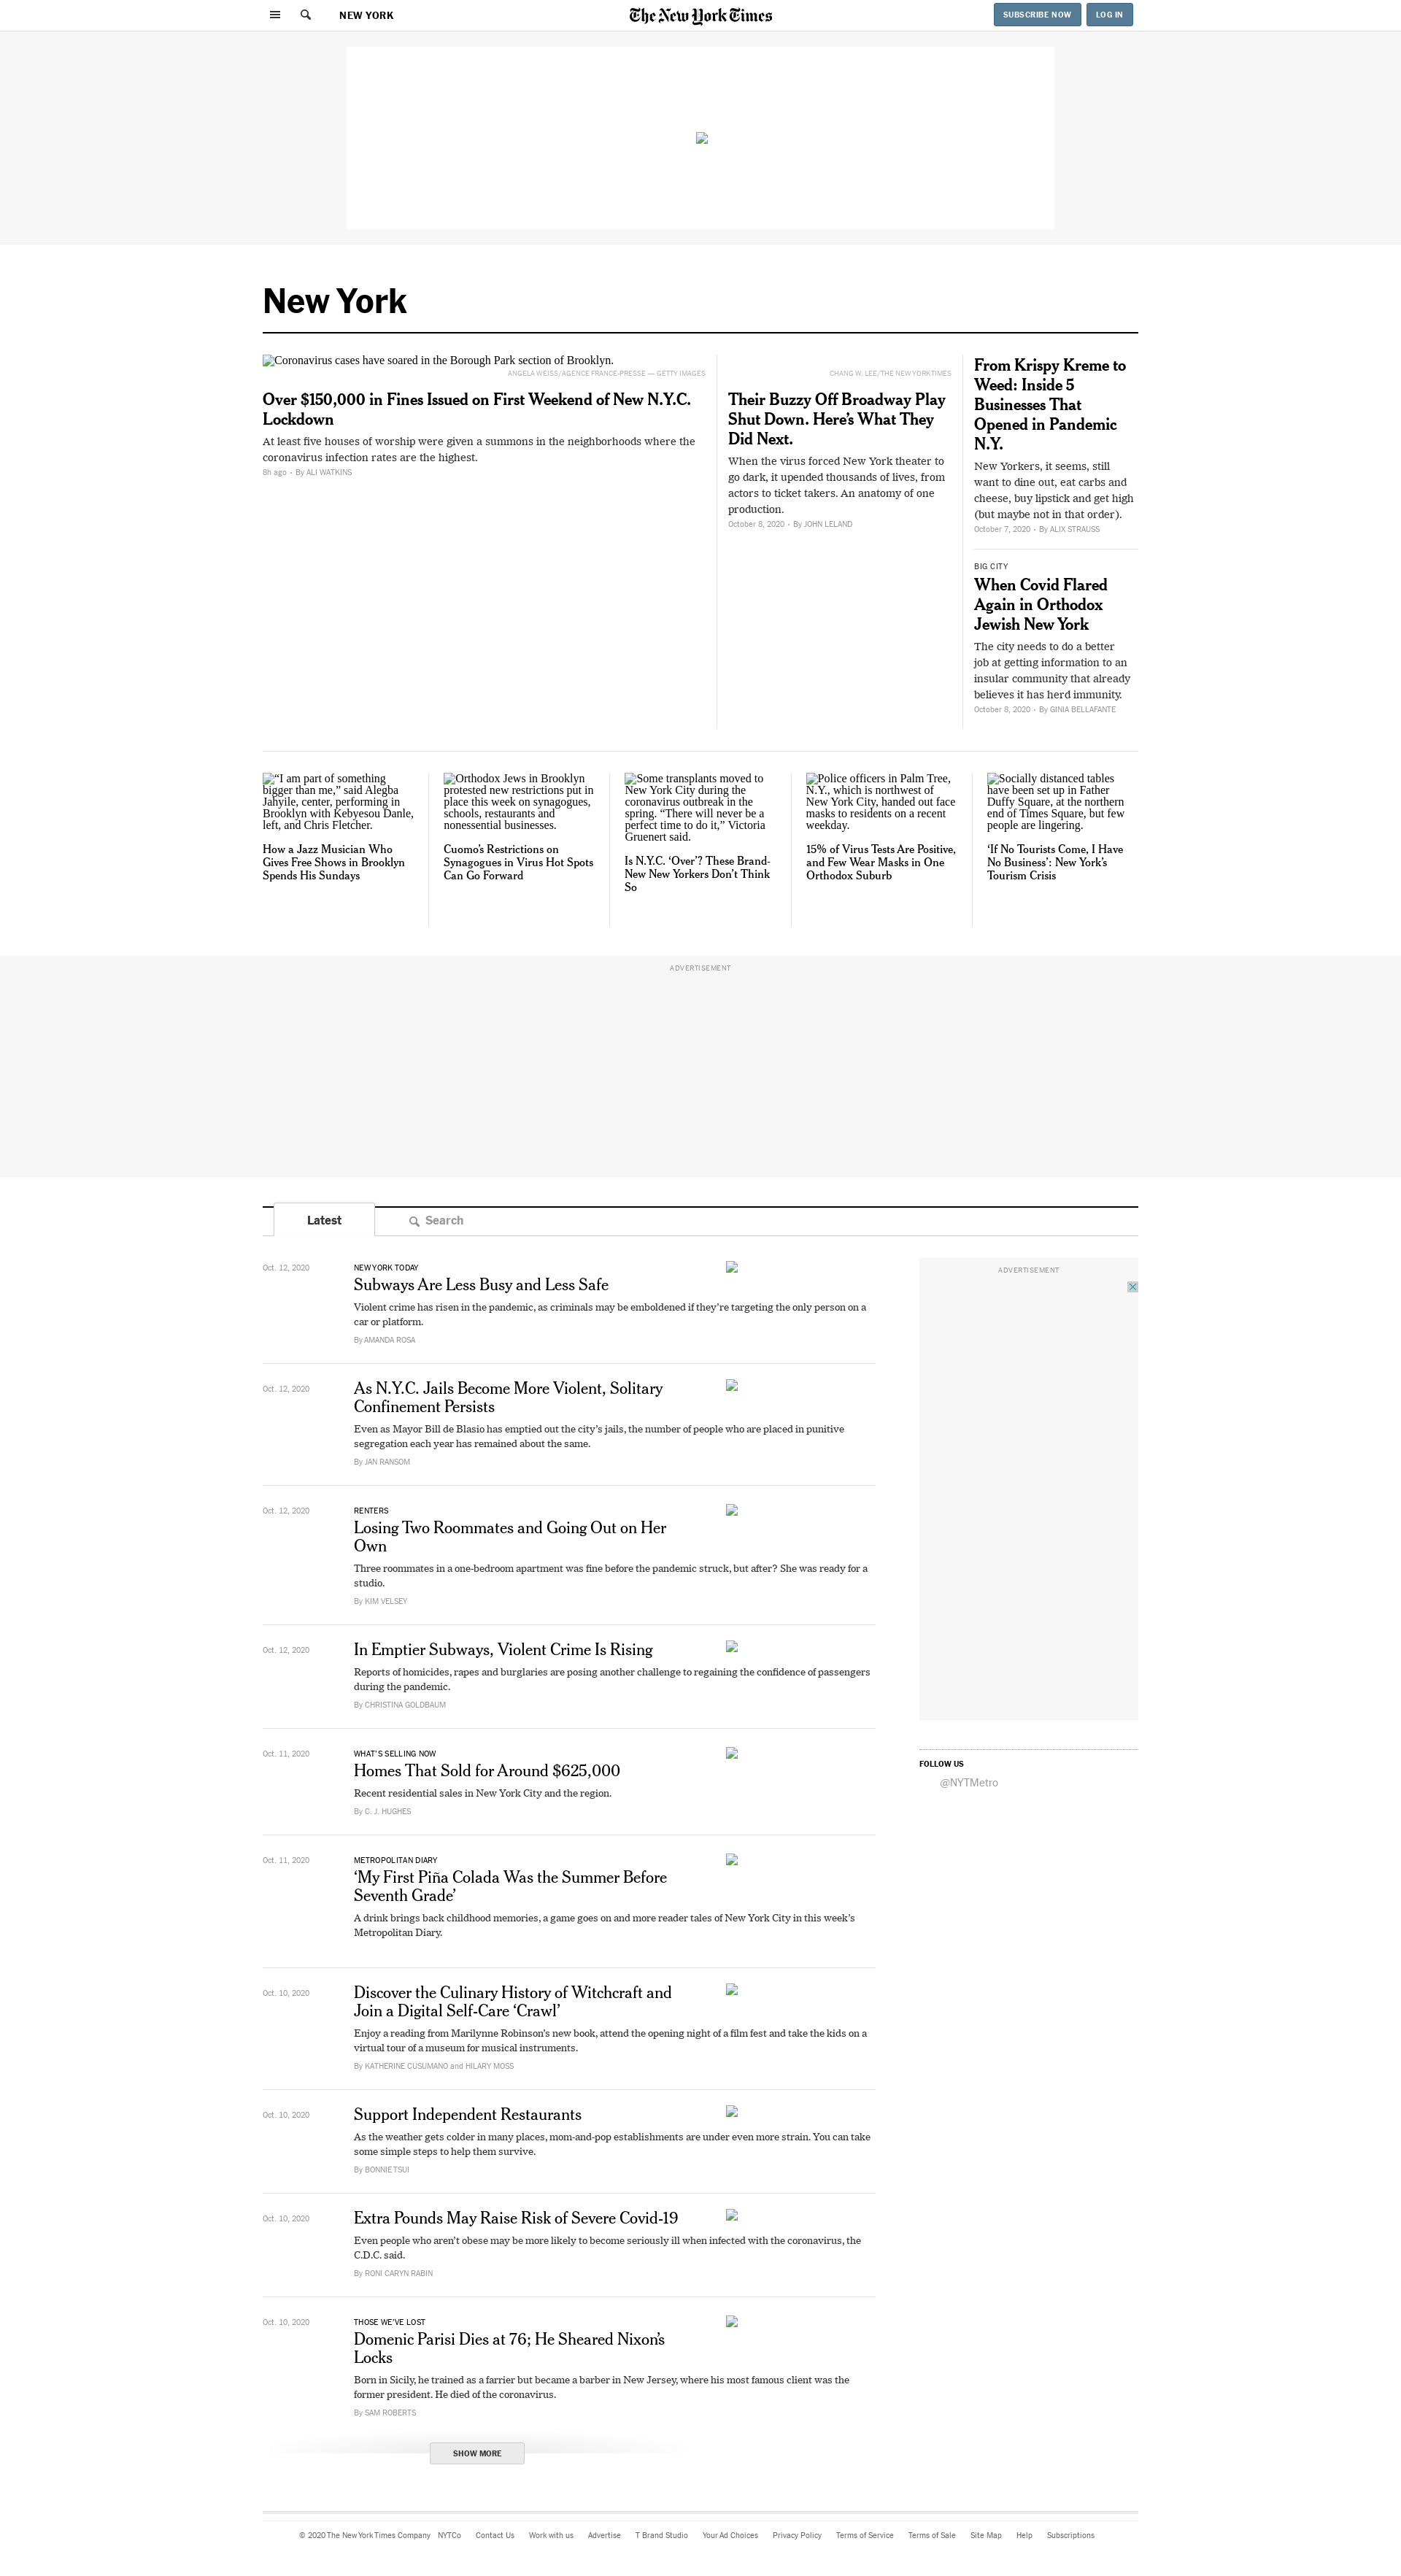 NEW YORK
The New York Times
SUBSCRIBE NOW
LOG IN
New York
Coronavirus cases have soared in the Borough Park section of Brooklyn.
ANGELA WEISS/AGENCE FRANCE-PRESSE — GETTY IMAGES
Over $150,000 in Fines Issued on First Weekend of New N.Y.C.
Lockdown
At least five houses of worship were given a summons in the neighborhoods where the
coronavirus infection rates are the highest.
8h ago • By ALI WATKINS
CHANG W. LEE/THE NEW YORK TIMES
Their Buzzy Off Broadway Play
Shut Down. Here’s What They
Did Next.
When the virus forced New York theater to
go dark, it upended thousands of lives, from
actors to ticket takers. An anatomy of one
production.
October 8, 2020 • By JOHN LELAND
From Krispy Kreme to
Weed: Inside 5
Businesses That
Opened in Pandemic
N.Y.
New Yorkers, it seems, still
want to dine out, eat carbs and
cheese, buy lipstick and get high
(but maybe not in that order).
October 7, 2020 • By ALIX STRAUSS
BIG CITY
When Covid Flared
Again in Orthodox
Jewish New York
The city needs to do a better
job at getting information to an
insular community that already
believes it has herd immunity.
October 8, 2020 • By GINIA BELLAFANTE
“I am part of something
bigger than me,” said Alegba
Jahyile, center, performing in
Brooklyn with Kebyesou Danle,
left, and Chris Fletcher.
How a Jazz Musician Who
Gives Free Shows in Brooklyn
Spends His Sundays
Orthodox Jews in Brooklyn
protested new restrictions put in
place this week on synagogues,
schools, restaurants and
nonessential businesses.
Cuomo’s Restrictions on
Synagogues in Virus Hot Spots
Can Go Forward
Some transplants moved to
New York City during the
coronavirus outbreak in the
spring. “There will never be a
perfect time to do it,” Victoria
Gruenert said.
Is N.Y.C. ‘Over’? These Brand-
New New Yorkers Don’t Think
So
Police officers in Palm Tree,
N.Y., which is northwest of
New York City, handed out face
masks to residents on a recent
weekday.
15% of Virus Tests Are Positive,
and Few Wear Masks in One
Orthodox Suburb
Socially distanced tables
have been set up in Father
Duffy Square, at the northern
end of Times Square, but few
people are lingering.
‘If No Tourists Come, I Have
No Business’: New York’s
Tourism Crisis
ADVERTISEMENT
Latest
Search
Oct. 12, 2020
NEW YORK TODAY
Subways Are Less Busy and Less Safe
Violent crime has risen in the pandemic, as criminals may be emboldened if they’re targeting the only person on a
car or platform.
By AMANDA ROSA
Oct. 12, 2020
As N.Y.C. Jails Become More Violent, Solitary
Confinement Persists
Even as Mayor Bill de Blasio has emptied out the city’s jails, the number of people who are placed in punitive
segregation each year has remained about the same.
By JAN RANSOM
Oct. 12, 2020
RENTERS
Losing Two Roommates and Going Out on Her
Own
Three roommates in a one-bedroom apartment was fine before the pandemic struck, but after? She was ready for a
studio.
By KIM VELSEY
Oct. 12, 2020
In Emptier Subways, Violent Crime Is Rising
Reports of homicides, rapes and burglaries are posing another challenge to regaining the confidence of passengers
during the pandemic.
By CHRISTINA GOLDBAUM
Oct. 11, 2020
WHAT’S SELLING NOW
Homes That Sold for Around $625,000
Recent residential sales in New York City and the region.
By C. J. HUGHES
Oct. 11, 2020
METROPOLITAN DIARY
‘My First Piña Colada Was the Summer Before
Seventh Grade’
A drink brings back childhood memories, a game goes on and more reader tales of New York City in this week’s
Metropolitan Diary.
Oct. 10, 2020
Discover the Culinary History of Witchcraft and
Join a Digital Self-Care ‘Crawl’
Enjoy a reading from Marilynne Robinson’s new book, attend the opening night of a film fest and take the kids on a
virtual tour of a museum for musical instruments.
By KATHERINE CUSUMANO and HILARY MOSS
Oct. 10, 2020
Support Independent Restaurants
As the weather gets colder in many places, mom-and-pop establishments are under even more strain. You can take
some simple steps to help them survive.
By BONNIE TSUI
Oct. 10, 2020
Extra Pounds May Raise Risk of Severe Covid-19
Even people who aren’t obese may be more likely to become seriously ill when infected with the coronavirus, the
C.D.C. said.
By RONI CARYN RABIN
Oct. 10, 2020
THOSE WE’VE LOST
Domenic Parisi Dies at 76; He Sheared Nixon’s
Locks
Born in Sicily, he trained as a farrier but became a barber in New Jersey, where his most famous client was the
former president. He died of the coronavirus.
By SAM ROBERTS
SHOW MORE
ADVERTISEMENT
FOLLOW US
@NYTMetro
© 2020 The New York Times Company NYTCo Contact Us Work with us Advertise T Brand Studio Your Ad Choices Privacy Policy Terms of Service Terms of Sale Site Map Help Subscriptions